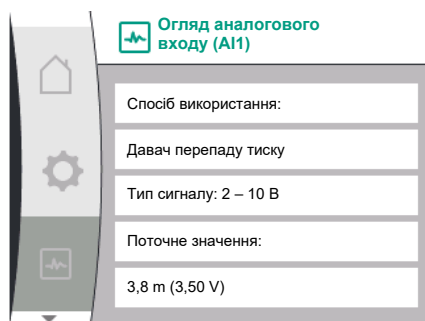 Огляд аналогового
входу (AI1)
Спосіб використання:
Давач перепаду тиску
Тип сигналу: 2 – 10 В
Поточне значення:
3,8 m (3,50 V)